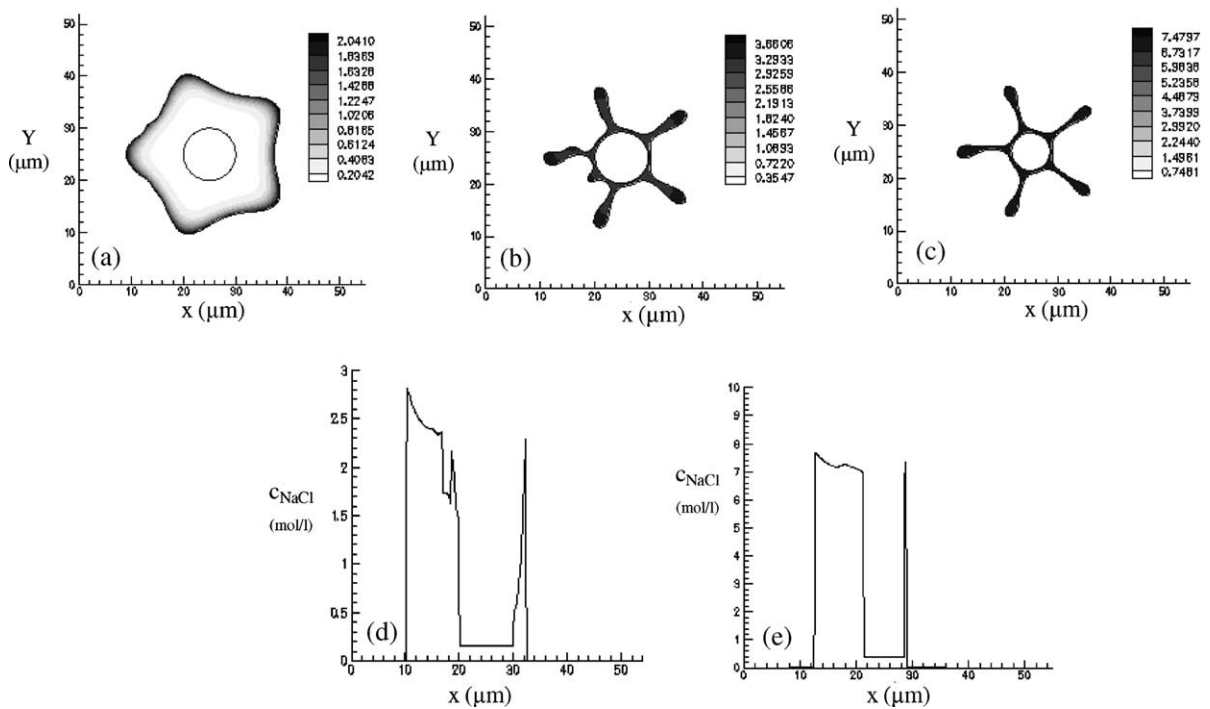 50
40
30
20
10
0
Y
(μm)
2.0410
1.8369
1.6328
1.4288
1.2247
1.0206
0.8165
0.6124
0.4083
0.2042
(a)
0 10 20 30 40 50
x (μm)
50
40
30
20
10
0
Y
(μm)
3.6606
3.2933
2.9259
2.5586
2.1913
1.8240
1.4567
1.0893
0.7220
0.3547
(b)
0 10 20 30 40 50
x (μm)
50
40
30
20
10
0
Y
(μm)
7.4797
6.7317
5.9838
5.2358
4.4879
3.7399
2.9920
2.2440
1.4961
0.7481
(c)
0 10 20 30 40 50
x (μm)
3
2.5
2
1.5
1
0.5
0
cNaCl
(mol/l)
(d)
0 10 20 30 40 50
x (μm)
10
9
8
7
6
5
4
3
2
1
0
cNaCl
(mol/l)
(e)
0 10 20 30 40 50
x (μm)